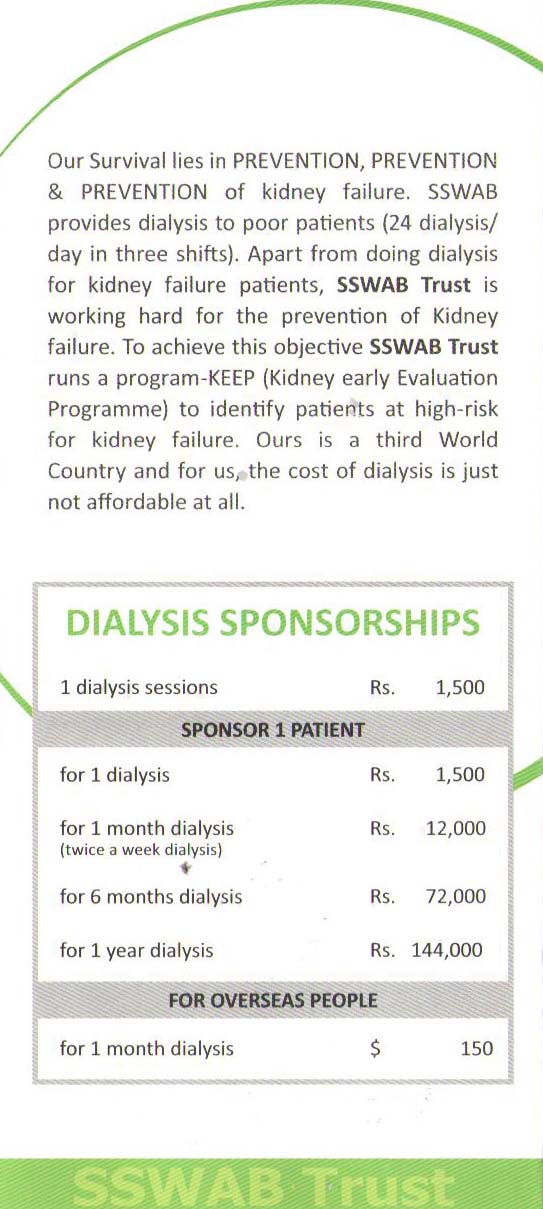 Our Survival lies in PREVENTION, PREVENTION
& PREVENTION of kidney failure. SSWAB
provides dialysis to poor patients (24 dialysis/
day in three shifts). Apart from doing dialysis
for kidney failure patients, SSWAB Trust is
working hard for the prevention of Kidney
failure. To achieve this objective SSWAB Trust
runs a program-KEEP (Kidney early Evaluation
Programme) to identify patients at high-risk
for kidney failure. Ours is a third World
Country and for us, the cost of dialysis is just
not affordable at all.
DIALYSIS SPONSORSHIPS
1 dialysis sessions Rs. 1,500
SPONSOR 1 PATIENT
for 1 dialysis Rs. 1,500
for 1 month dialysis Rs. 12,000
(twice a week dialysis)
for 6 months dialysis Rs. 72,000
for 1 year dialysis Rs. 144,000
FOR OVERSEAS PEOPLE
for 1 month dialysis $ 150
SSWAB Trust